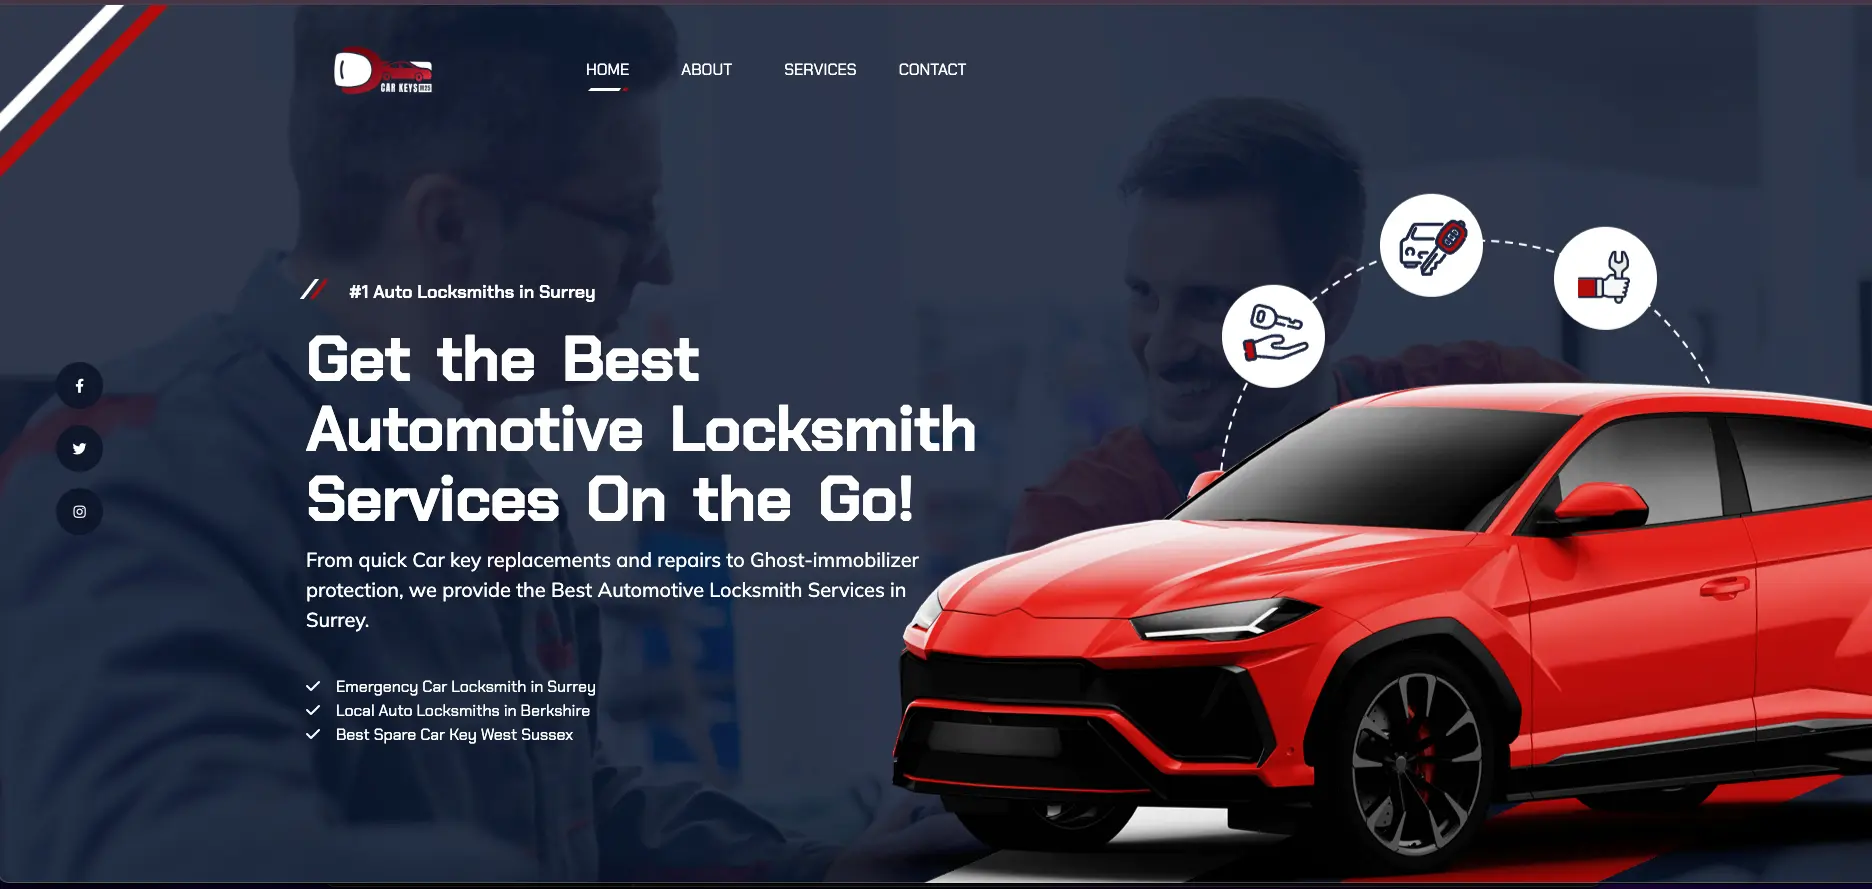 CAR KEYS
HOME
ABOUT
SERVICES
CONTACT
#1 Auto Locksmiths in Surrey
Get the Best
Automotive Locksmith
Services On the Go!
From quick Car key replacements and repairs to Ghost-immobilizer
protection, we provide the Best Automotive Locksmith Services in
Surrey.
Emergency Car Locksmith in Surrey
Local Auto Locksmiths in Berkshire
Best Spare Car Key West Sussex